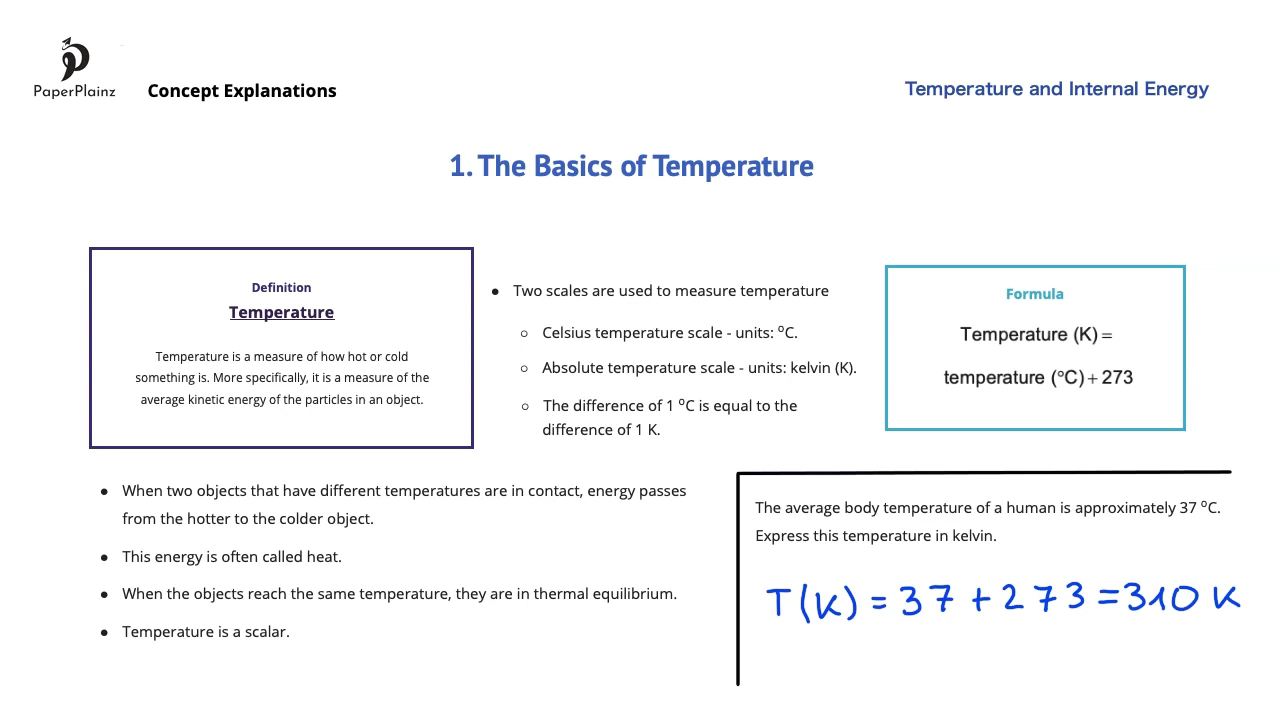 PaperPlainz
Concept Explanations
Temperature and Internal Energy
1. The Basics of Temperature
Definition
Temperature
Temperature is a measure of how hot or cold
something is. More specifically, it is a measure of the
average kinetic energy of the particles in an object.
● Two scales are used to measure temperature
○ Celsius temperature scale - units: ⁰C.
○ Absolute temperature scale - units: kelvin (K).
○ The difference of 1 ⁰C is equal to the
difference of 1 K.
Formula
Temperature (K) =
temperature (°C) + 273
● When two objects that have different temperatures are in contact, energy passes
from the hotter to the colder object.
● This energy is often called heat.
● When the objects reach the same temperature, they are in thermal equilibrium.
● Temperature is a scalar.
The average body temperature of a human is approximately 37 ⁰C.
Express this temperature in kelvin.
T(K) = 37 + 273 = 310 K